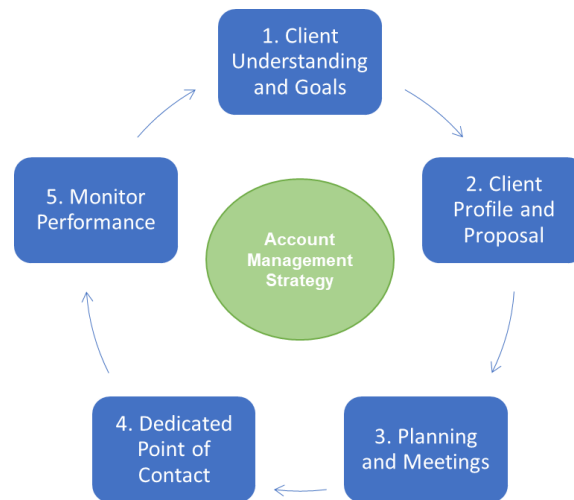 1. Client
Understanding
and Goals
2. Client
Profile and
Proposal
3. Planning
and Meetings
4. Dedicated
Point of
Contact
5. Monitor
Performance
Account
Management
Strategy